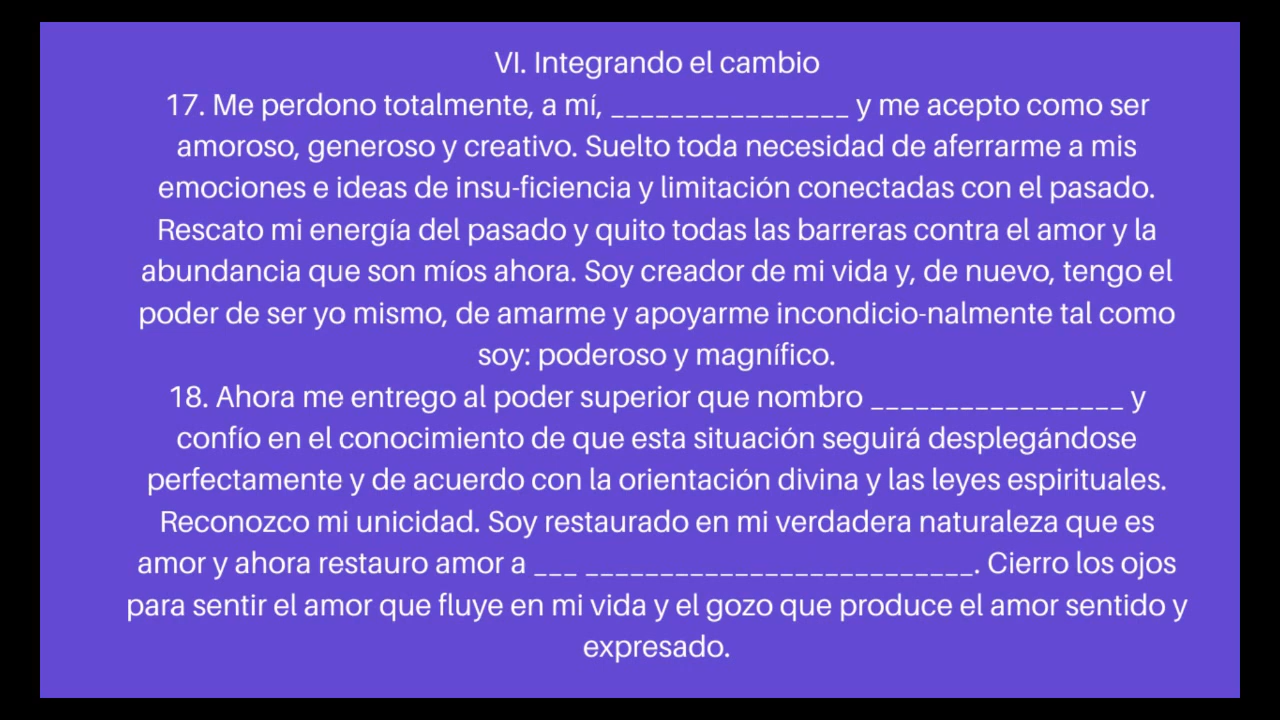 VI. Integrando el cambio
17. Me perdono totalmente, a mí, ________________ y me acepto como ser
amoroso, generoso y creativo. Suelto toda necesidad de aferrarme a mis
emociones e ideas de insu-ficiencia y limitación conectadas con el pasado.
Rescato mi energía del pasado y quito todas las barreras contra el amor y la
abundancia que son míos ahora. Soy creador de mi vida y, de nuevo, tengo el
poder de ser yo mismo, de amarme y apoyarme incondicio-nalmente tal como
soy: poderoso y magnífico.
18. Ahora me entrego al poder superior que nombro _________________ y
confío en el conocimiento de que esta situación seguirá desplegándose
perfectamente y de acuerdo con la orientación divina y las leyes espirituales.
Reconozco mi unicidad. Soy restaurado en mi verdadera naturaleza que es
amor y ahora restauro amor a ___ __________________________. Cierro los ojos
para sentir el amor que fluye en mi vida y el gozo que produce el amor sentido y
expresado.